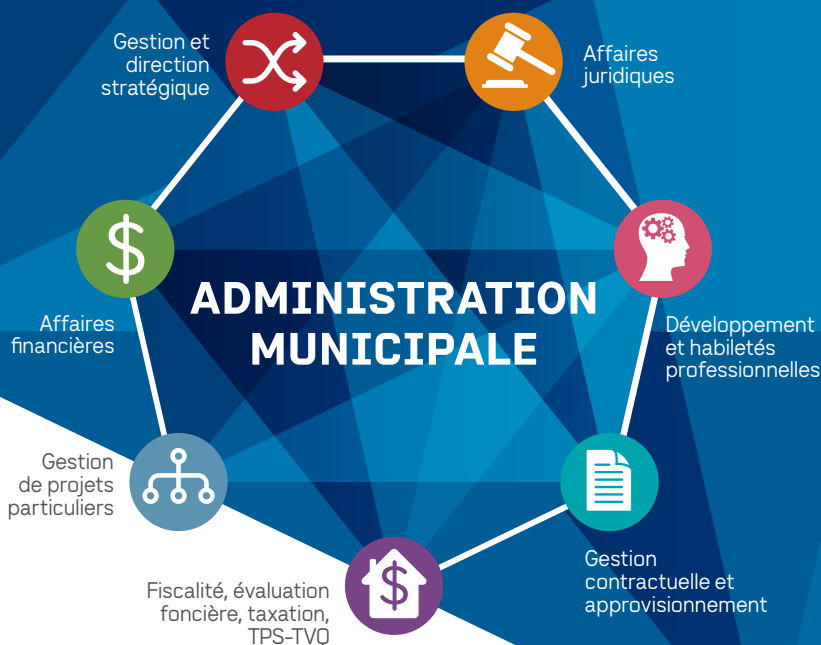 Gestion et
direction
stratégique
Affaires
juridiques
$
ADMINISTRATION
MUNICIPALE
Affaires
financières
Développement
et habiletés
professionnelles
Gestion
de projets
particuliers
Gestion
contractuelle et
approvisionnement
$
Fiscalité, évaluation
foncière, taxation,
TPS-TVQ